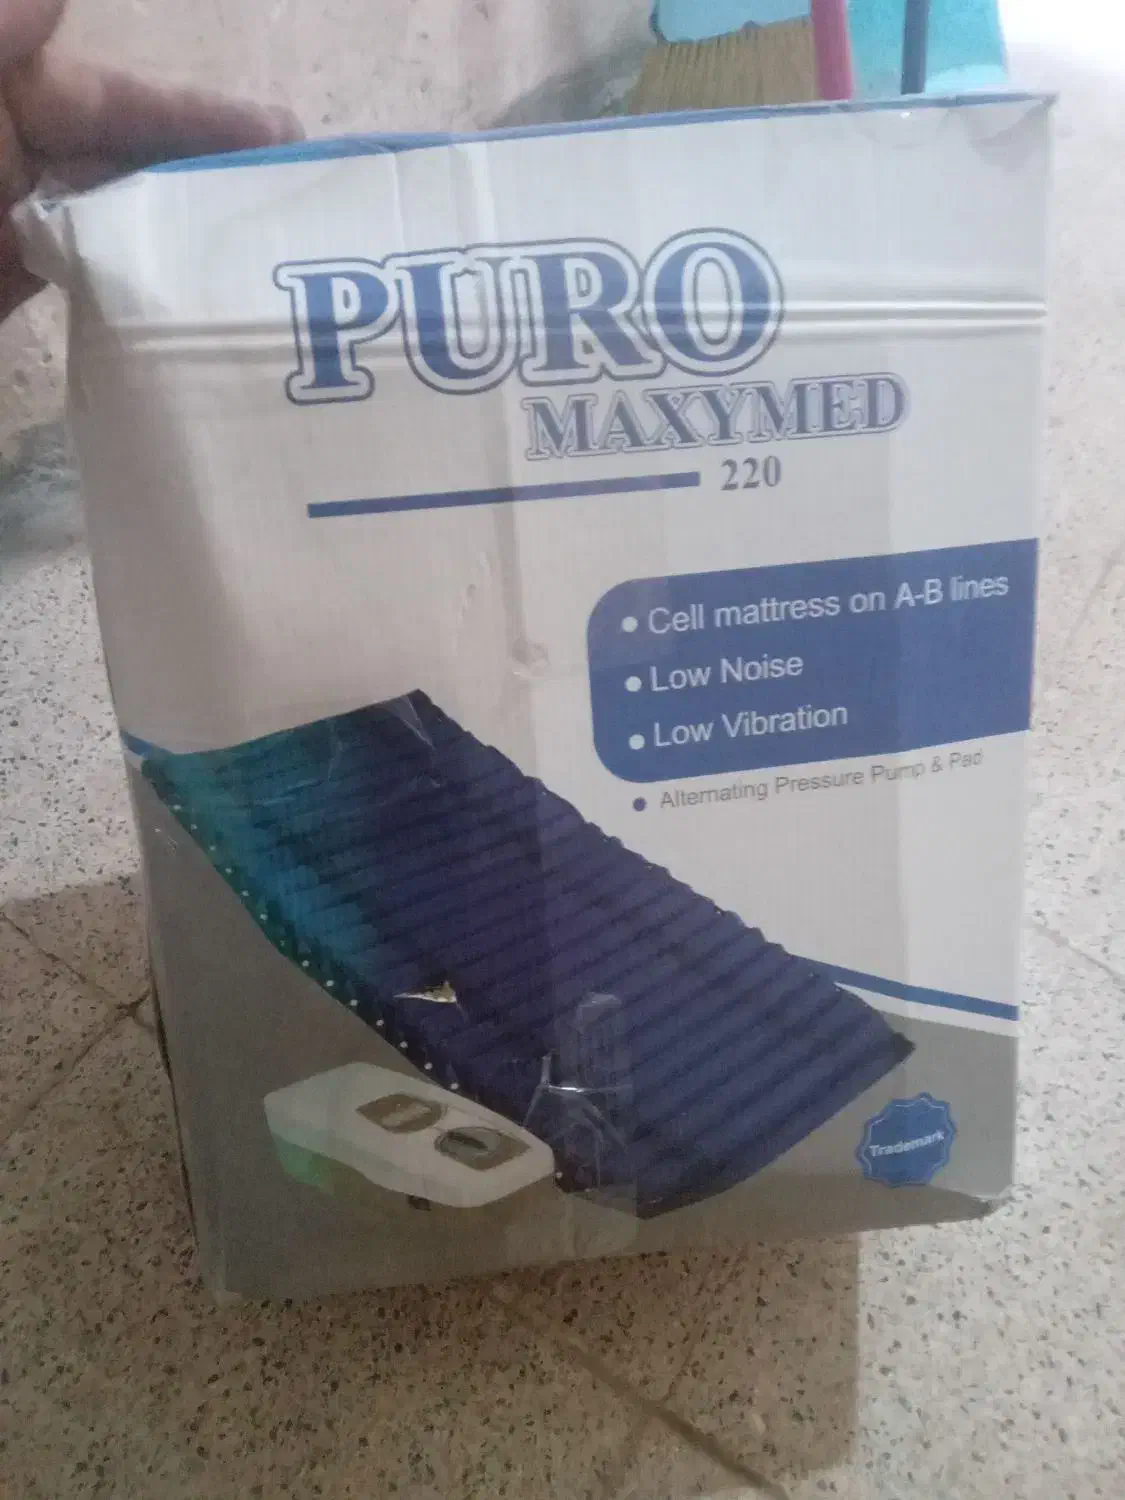 PURO
MAXYMED
220
• Cell mattress on A-B lines
• Low Noise
• Low Vibration
• Alternating Pressure Pump & Pad
Trademark